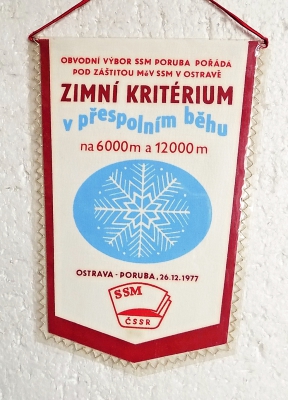 OBVODNÍ VÝBOR SSM PORUBA POŘÁDÁ
POD ZÁŠTITOU MěV SSM V OSTRAVĚ
ZIMNÍ KRITÉRIUM
v přespolním běhu
na 6000m a 12000m
OSTRAVA - PORUBA, 26.12.1977
SSM
ČSSR